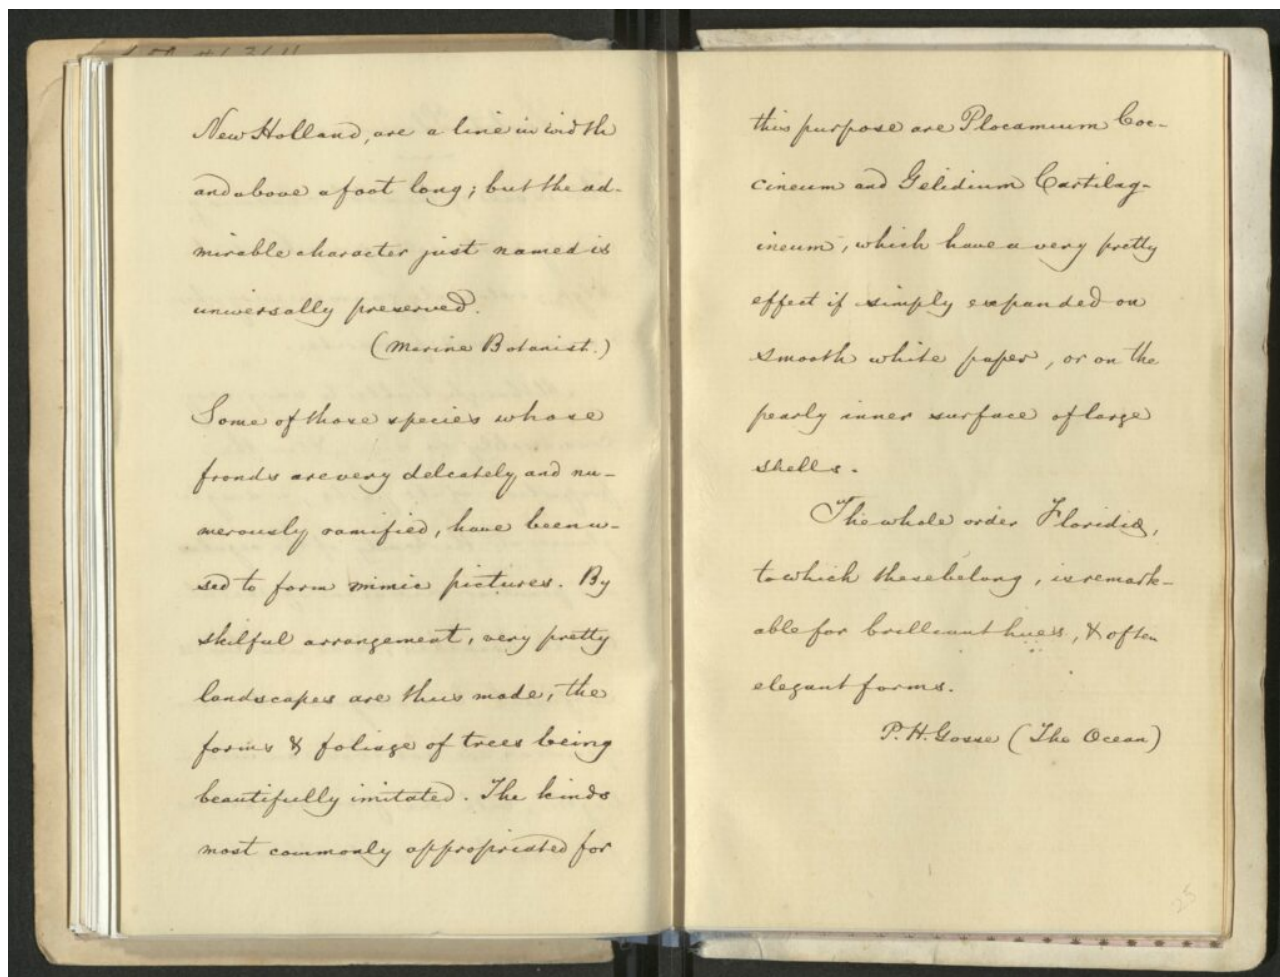 New Holland, are a line in width
and above a foot long; but the ad-
mirable character just named is
universally preserved.
(Marine Botanist.)
Some of those species whose
fronds are very delicately, and nu-
merously ramified, have been u-
sed to form mimic pictures. By
skilful arrangement, very pretty
landscapes are thus made, the
forms & foliage of trees being
beautifully imitated. The kinds
most commonly appropriated for
this purpose are Plocamium Coc-
cineum and Gelidium Cartilag-
ineum, which have a very pretty
effect if simply expanded on
smooth white paper, or on the
pearly inner surface of large
shells.
The whole order Florideæ,
to which these belong, is remark-
able for brilliant hues, & often
elegant forms.
P. H. Gosse (The Ocean)
25